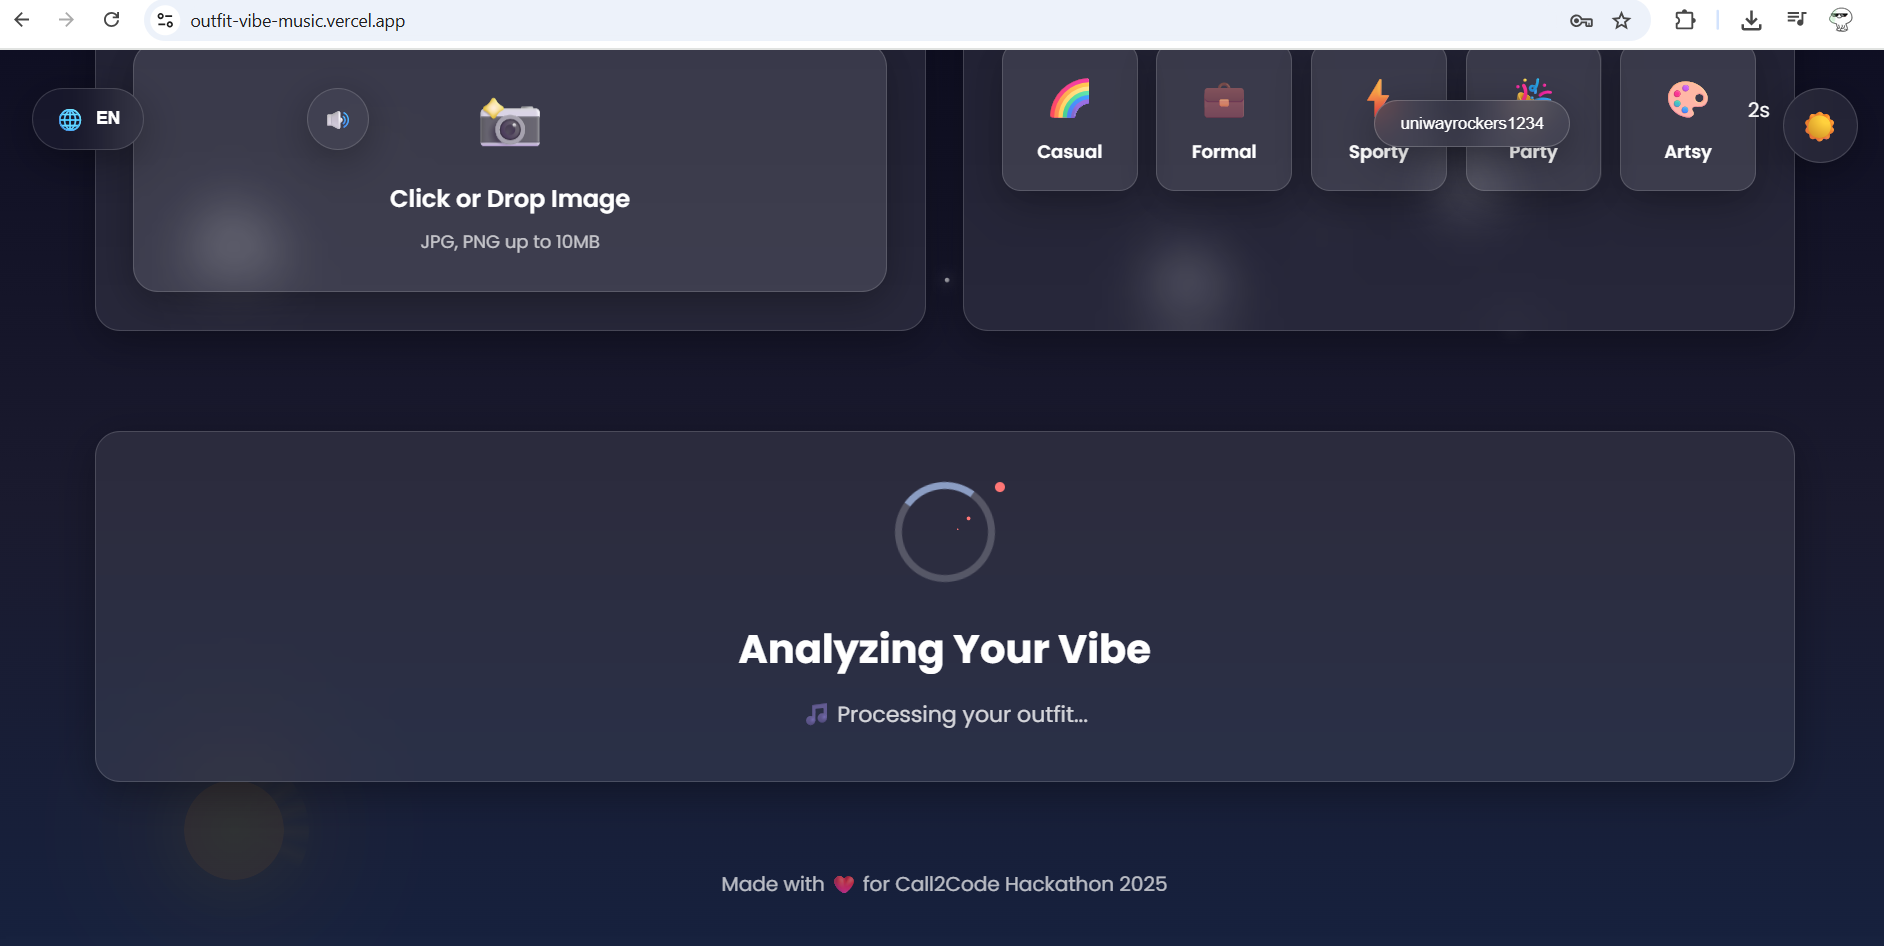 outfit-vibe-music.vercel.app
EN
Click or Drop Image
JPG, PNG up to 10MB
Casual
Formal
Sporty
Party
Artsy
uniwayrockers1234
2s
Analyzing Your Vibe
Processing your outfit...
Made with ❤️ for Call2Code Hackathon 2025